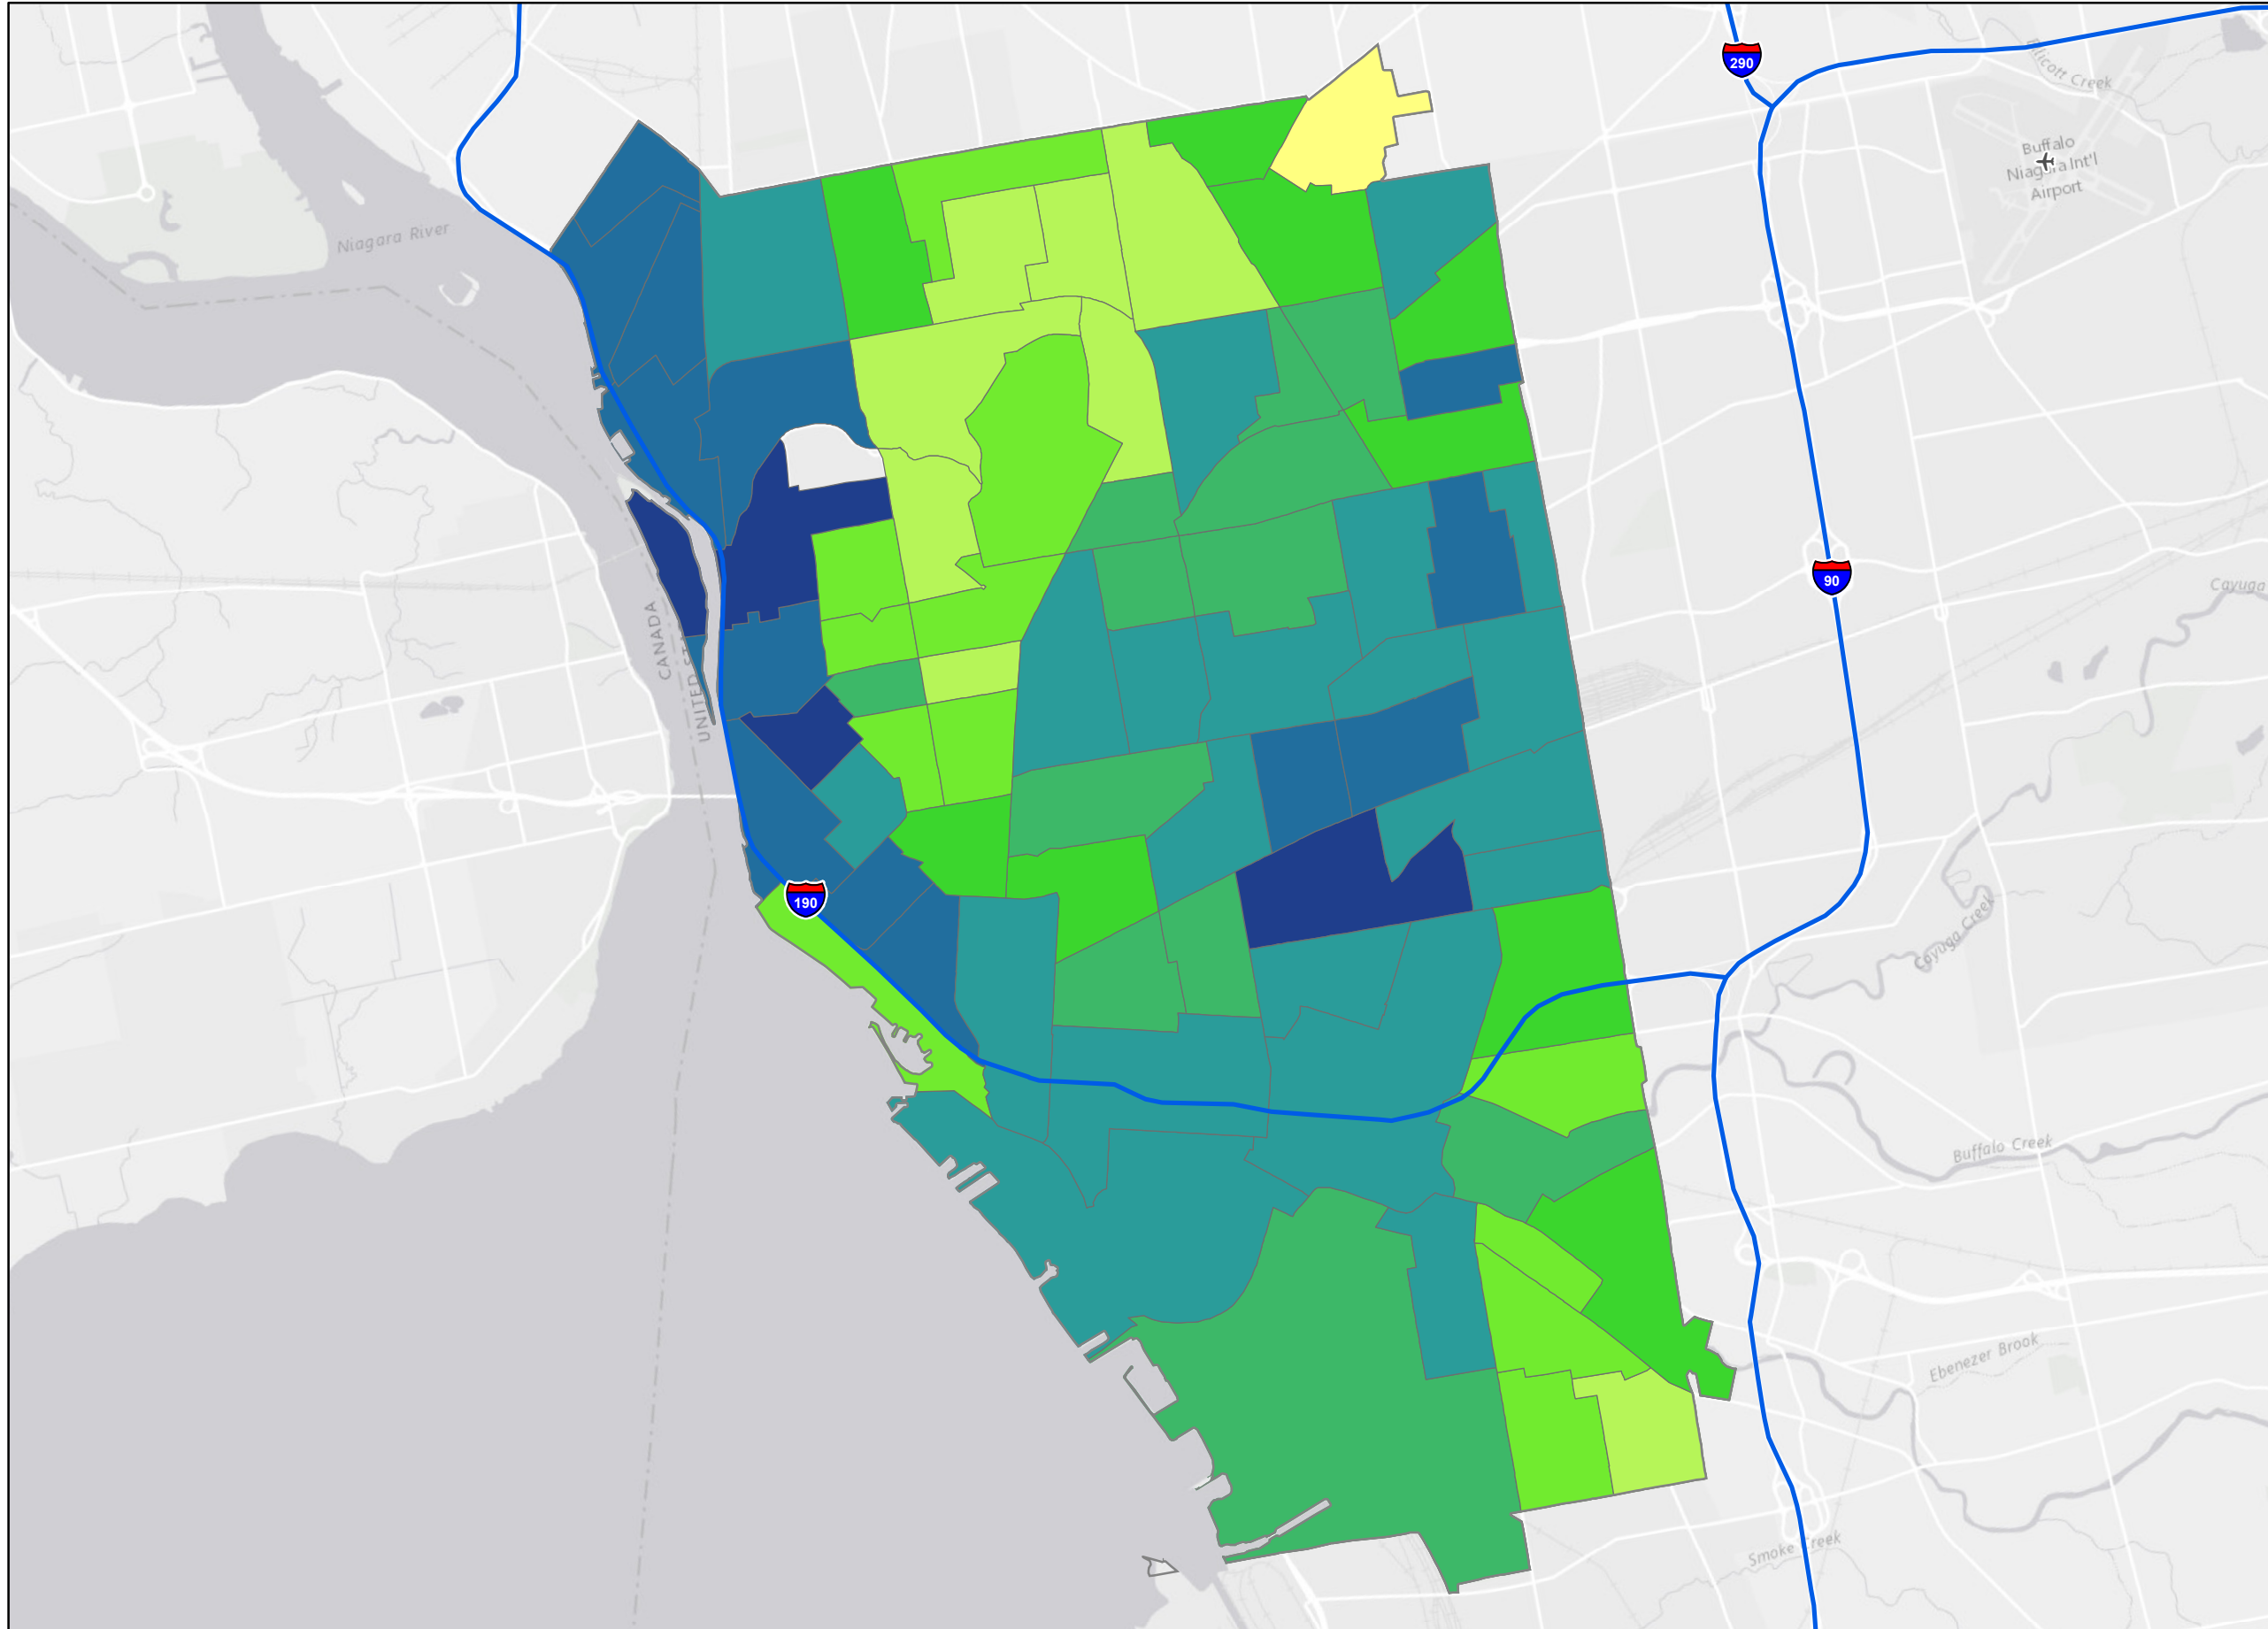 290
Ellicott Creek
Buffalo
Niagara Int'l
Airport
Niagara River
90
Cayuga
CANADA
UNITED ST
190
Cayuga Creek
Buffalo Creek
Ebenezer Brook
Smoke Creek